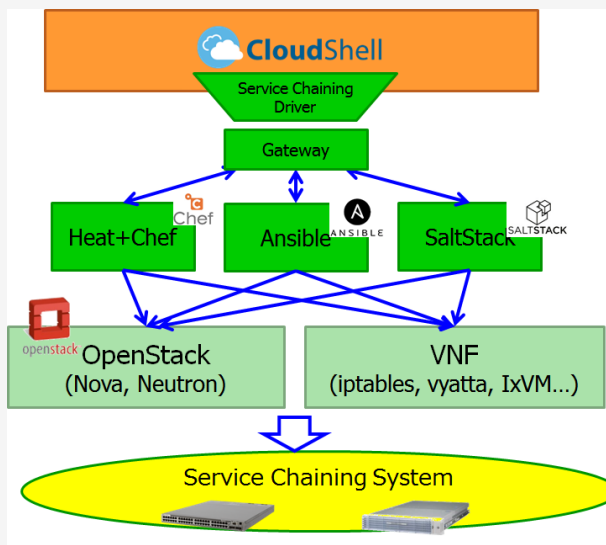 CloudShell
Service Chaining
Driver
Gateway
Chef
Heat+Chef
Ansible
ANSIBLE
SaltStack
SALTSTACK
openstack
OpenStack
(Nova, Neutron)
VNF
(iptables, vyatta, IxVM...)
Service Chaining System